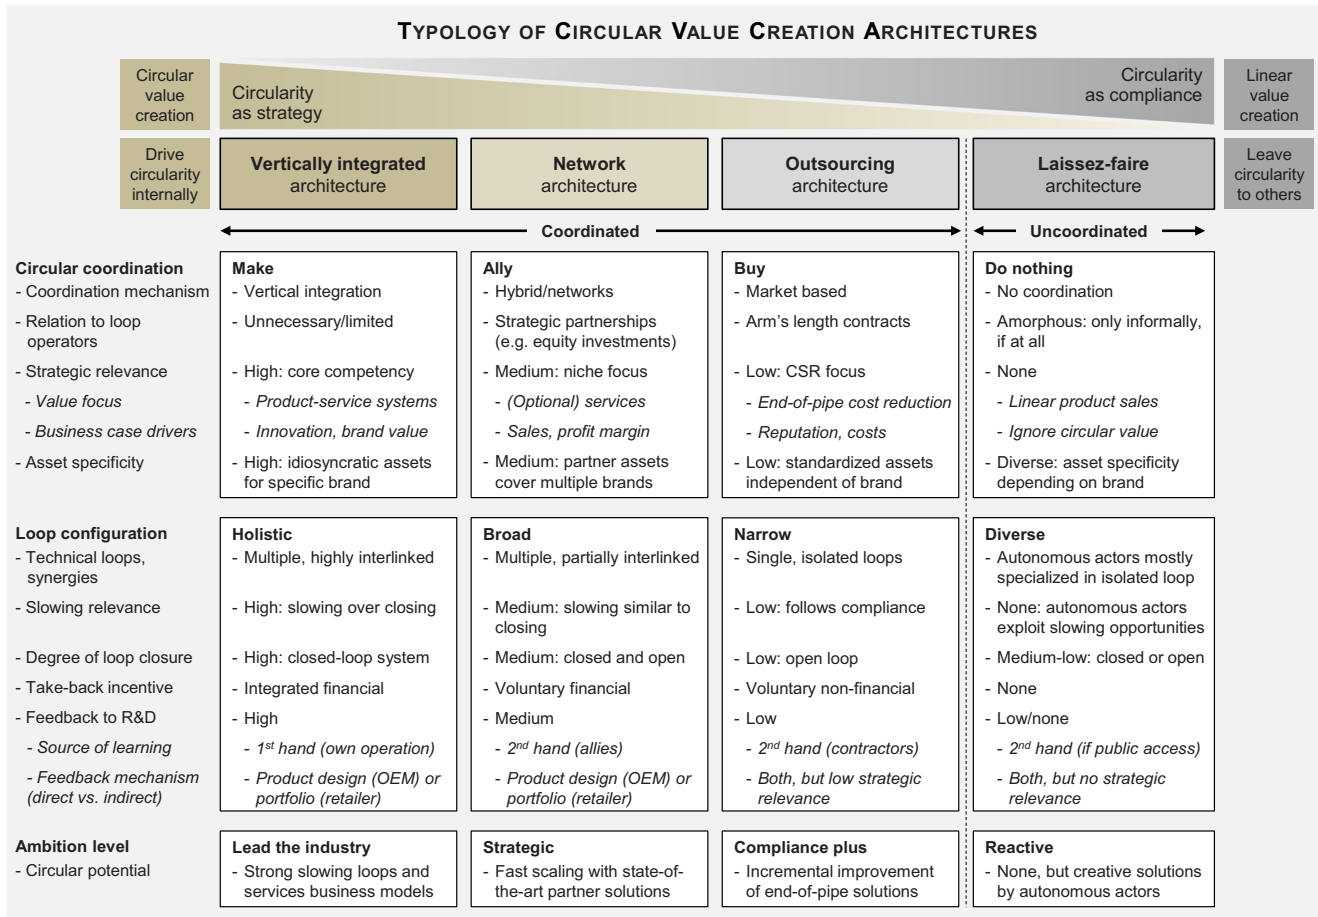 TYPOLOGY OF CIRCULAR VALUE CREATION ARCHITECTURES
Circular
value
creation
Circularity
as strategy
Circularity
as compliance
Linear
value
creation
Drive
circularity
internally
Vertically integrated
architecture
Network
architecture
Outsourcing
architecture
Laissez-faire
architecture
Leave
circularity
to others
Coordinated
Uncoordinated
Circular coordination
- Coordination mechanism
- Relation to loop
operators
- Strategic relevance
- Value focus
- Business case drivers
- Asset specificity
Make
- Vertical integration
- Unnecessary/limited
- High: core competency
- Product-service systems
- Innovation, brand value
- High: idiosyncratic assets
for specific brand
Ally
- Hybrid/networks
- Strategic partnerships
(e.g. equity investments)
- Medium: niche focus
- (Optional) services
- Sales, profit margin
- Medium: partner assets
cover multiple brands
Buy
- Market based
- Arm's length contracts
- Low: CSR focus
- End-of-pipe cost reduction
- Reputation, costs
- Low: standardized assets
independent of brand
Do nothing
- No coordination
- Amorphous: only informally,
if at all
- None
- Linear product sales
- Ignore circular value
- Diverse: asset specificity
depending on brand
Loop configuration
- Technical loops,
synergies
- Slowing relevance
- Degree of loop closure
- Take-back incentive
- Feedback to R&D
- Source of learning
- Feedback mechanism
(direct vs. indirect)
Holistic
- Multiple, highly interlinked
- High: slowing over closing
- High: closed-loop system
- Integrated financial
- High
- 1st hand (own operation)
- Product design (OEM) or
portfolio (retailer)
Broad
- Multiple, partially interlinked
- Medium: slowing similar to
closing
- Medium: closed and open
- Voluntary financial
- Medium
- 2nd hand (allies)
- Product design (OEM) or
portfolio (retailer)
Narrow
- Single, isolated loops
- Low: follows compliance
- Low: open loop
- Voluntary non-financial
- Low
- 2nd hand (contractors)
- Both, but low strategic
relevance
Diverse
- Autonomous actors mostly
specialized in isolated loop
- None: autonomous actors
exploit slowing opportunities
- Medium-low: closed or open
- None
- Low/none
- 2nd hand (if public access)
- Both, but no strategic
relevance
Ambition level
- Circular potential
Lead the industry
- Strong slowing loops and
services business models
Strategic
- Fast scaling with state-of-
the-art partner solutions
Compliance plus
- Incremental improvement
of end-of-pipe solutions
Reactive
- None, but creative solutions
by autonomous actors